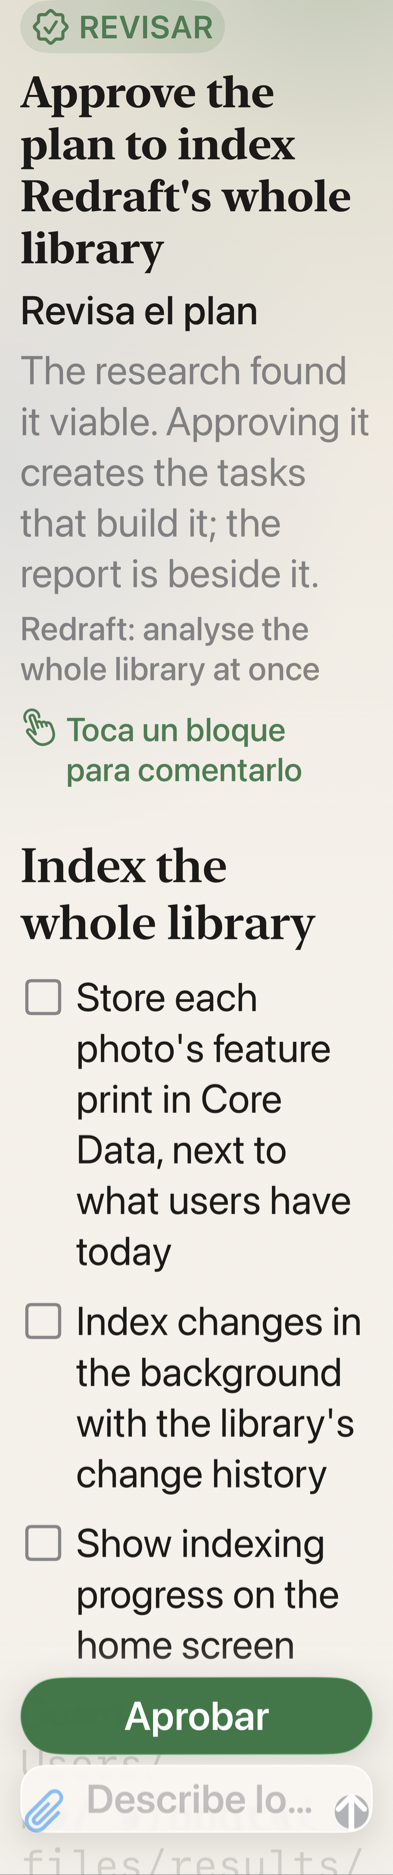 REVISAR
Approve the
plan to index
Redraft's whole
library
Revisa el plan
The research found
it viable. Approving it
creates the tasks
that build it; the
report is beside it.
Redraft: analyse the
whole library at once
Toca un bloque
para comentarlo
Index the
whole library
Store each
photo's feature
print in Core
Data, next to
what users have
today
Index changes in
the background
with the library's
change history
Show indexing
progress on the
home screen
Aprobar
Users/
Describe lo...
files/results/